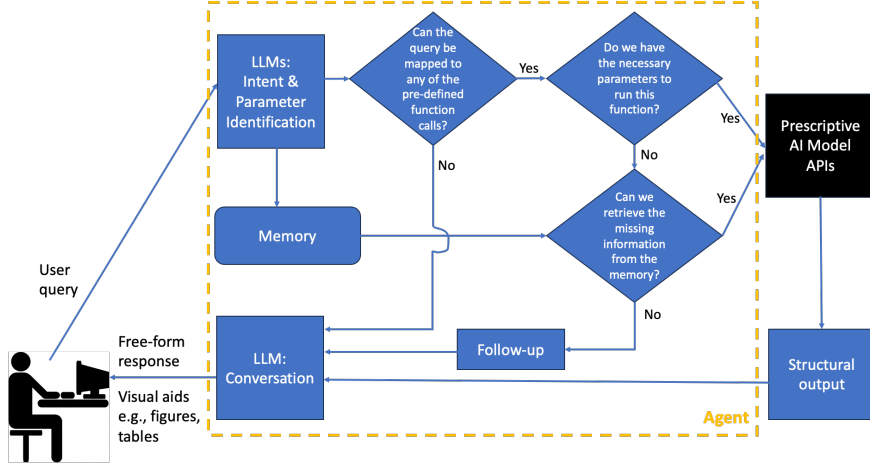 Can the
query be
mapped to
any of the
pre-defined
function
calls?
Do we have
the
necessary
parameters to
run this
function?
LLMs:
Intent &
Parameter
Identification
Yes
Yes
Prescriptive
AI Model
APIs
No
No
Can we
retrieve the
missing
information
from the
memory?
Yes
Memory
User
query
No
Free-form
response
LLM:
Conversation
Follow-up
Structural
output
Visual aids
e.g., figures,
tables
Agent